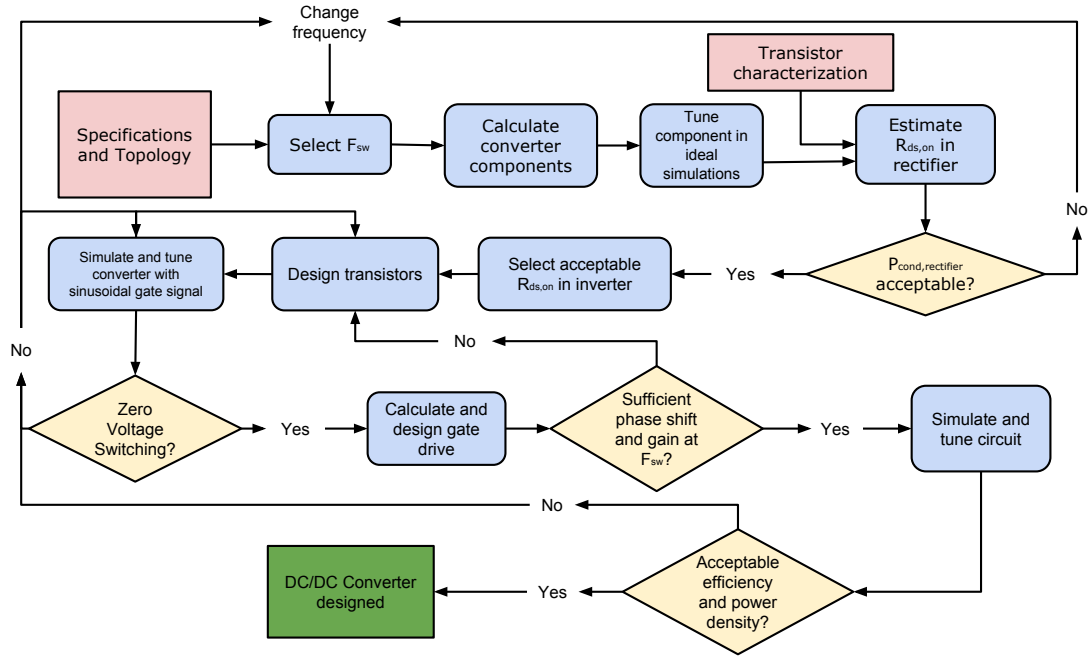 Change
frequency
Transistor
characterization
Specifications
and Topology
Select Fsw
Calculate
converter
components
Tune
component in
ideal
simulations
Estimate
Rds,on in
rectifier
No
Simulate and tune
converter with
sinusoidal gate signal
Design transistors
Select acceptable
Rds,on in inverter
Yes
Pcond,rectifier
acceptable?
No
No
Zero
Voltage
Switching?
Yes
Calculate and
design gate
drive
Sufficient
phase shift
and gain at
Fsw?
Yes
Simulate and
tune circuit
No
DC/DC Converter
designed
Yes
Acceptable
efficiency
and power
density?